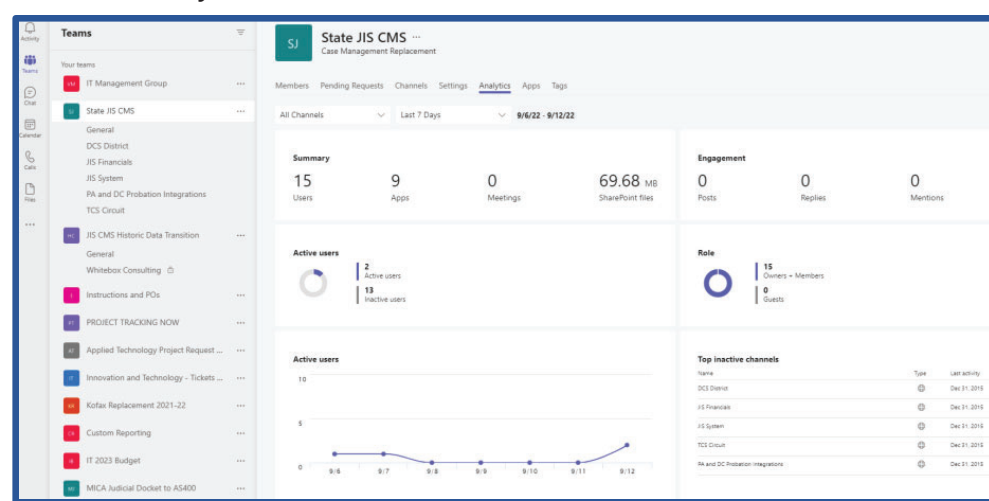 Activity
Teams
Chat
Calendar
Calls
Files
...
Teams
Your teams
IT Management Group ...
SJ State JIS CMS ...
General
DCS District
JIS Financials
JIS System
PA and DC Probation Integrations
TCS Circuit
JIS CMS Historic Data Transition ...
General
Whitebox Consulting
I Instructions and POs ...
PT PROJECT TRACKING NOW ...
AT Applied Technology Project Request ... ...
Innovation and Technology - Tickets ... ...
Kofax Replacement 2021-22 ...
CR Custom Reporting ...
IT 2023 Budget ...
MICA Judicial Docket to AS400 ...
SJ State JIS CMS ...
Case Management Replacement
Members Pending Requests Channels Settings Analytics Apps Tags
All Channels Last 7 Days 9/6/22 - 9/12/22
Summary
15 9 0 69.68 MB
Users Apps Meetings SharePoint files
Engagement
0 0 0
Posts Replies Mentions
Active users
2
Active users
13
Inactive users
Role
15
Owners + Members
0
Guests
Active users
10
5
0
9/6 9/7 9/8 9/9 9/10 9/11 9/12
Top inactive channels
Name Type Last activity
DCS District Dec 31, 2015
JIS Financials Dec 31, 2015
JIS System Dec 31, 2015
TCS Circuit Dec 31, 2015
PA and DC Probation Integrations Dec 31, 2015